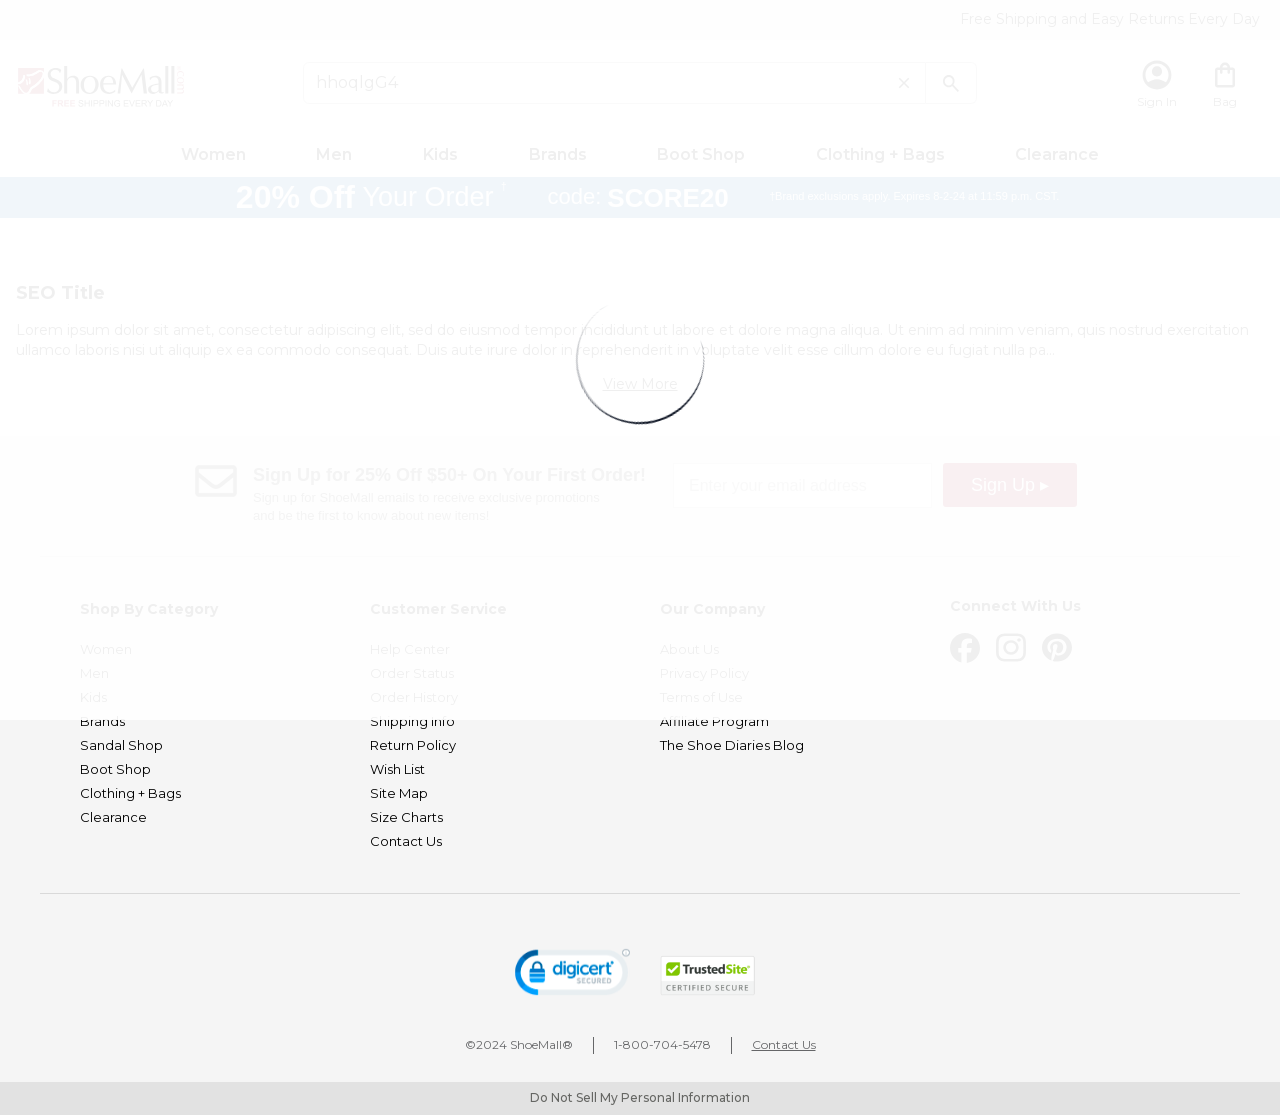 Free Shipping and Easy Returns Every Day
ShoeMall.com
FREE SHIPPING EVERY DAY
hhoqlgG4
Sign In
Bag
Women Men Kids Brands Boot Shop Clothing + Bags Clearance
20% Off Your Order* code: SCORE20 *Brand exclusions apply. Expires 6-2-24 at 11:59 p.m. CST.
SEO Title
Lorem ipsum dolor sit amet, consectetur adipiscing elit, sed do eiusmod tempor incididunt ut labore et dolore magna aliqua. Ut enim ad minim veniam, quis nostrud exercitation
ullamco laboris nisi ut aliquip ex ea commodo consequat. Duis aute irure dolor in reprehenderit in voluptate velit esse cillum dolore eu fugiat nulla pa...
View More
Sign Up for 25% Off $50+ On Your First Order!
Sign up for ShoeMall emails to receive exclusive promotions
and be the first to know about new items!
Enter your email address
Sign Up ▸
Shop By Category
Women
Men
Kids
Brands
Sandal Shop
Boot Shop
Clothing + Bags
Clearance
Customer Service
Help Center
Order Status
Order History
Shipping Info
Return Policy
Wish List
Site Map
Size Charts
Contact Us
Our Company
About Us
Privacy Policy
Terms of Use
Affiliate Program
The Shoe Diaries Blog
Connect With Us
digicert
SECURED
TrustedSite
CERTIFIED SECURE
©2024 ShoeMall® 1-800-704-5478 Contact Us
Do Not Sell My Personal Information